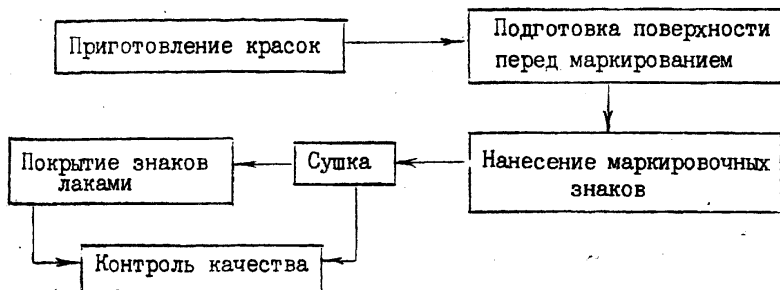 Приготовление красок
Подготовка поверхности
перед маркированием
Нанесение маркировочных
знаков
Сушка
Покрытие знаков
лаками
Контроль качества